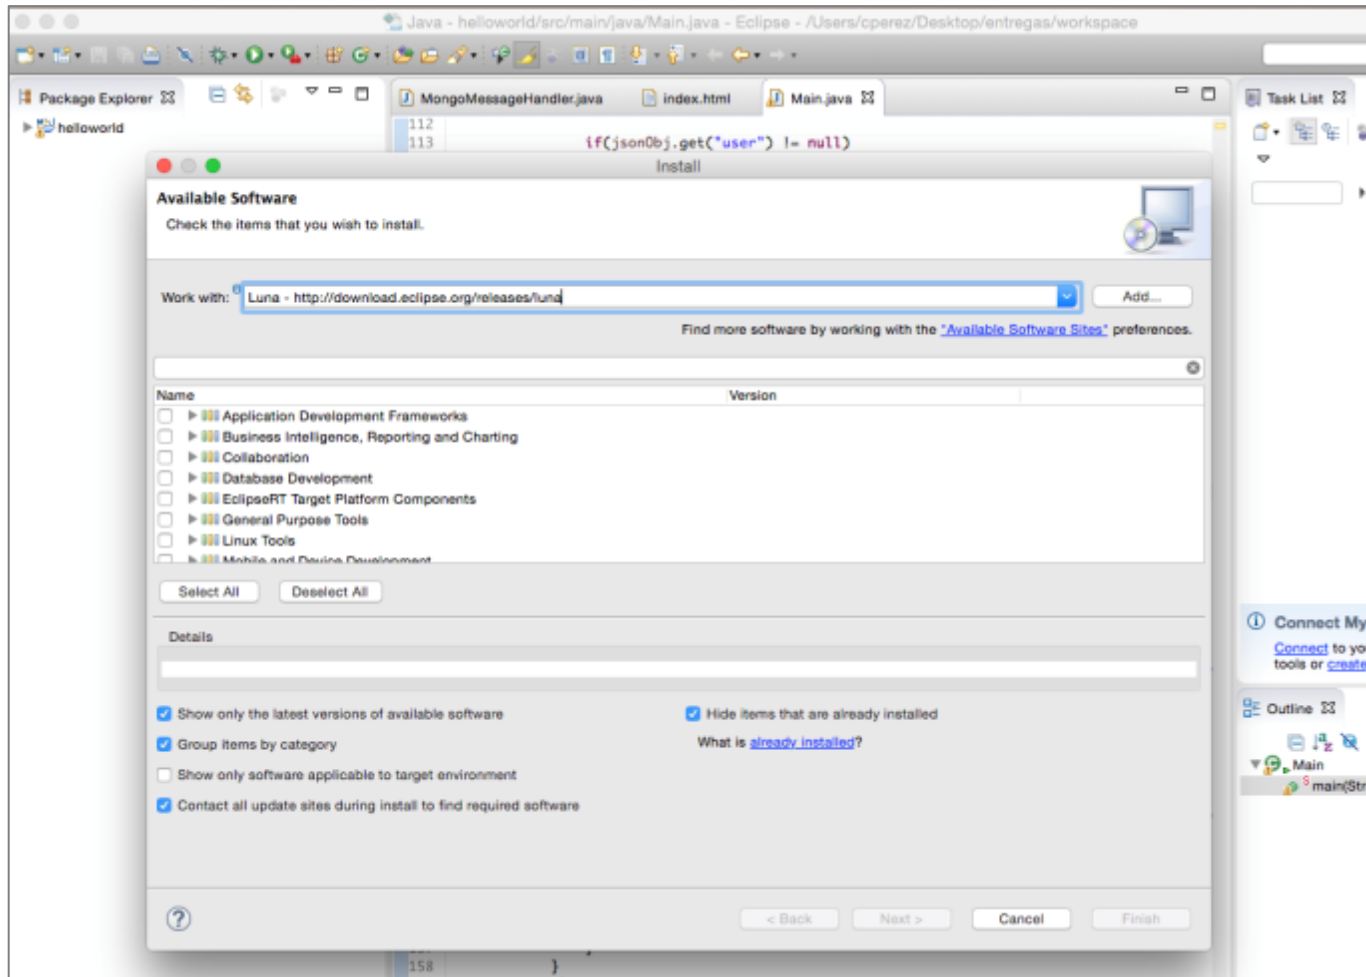 Java - helloworld/src/main/java/Main.java - Eclipse - /Users/cperez/Desktop/entregas/workspace
Package Explorer
MongoMessageHandler.java
index.html
Main.java
Task List
helloworld
112
113 if(jsonObj.get("user") != null)
Install
Available Software
Check the items that you wish to install.
Work with: Luna - http://download.eclipse.org/releases/luna
Add...
Find more software by working with the "Available Software Sites" preferences.
Name Version
Application Development Frameworks
Business Intelligence, Reporting and Charting
Collaboration
Database Development
EclipseRT Target Platform Components
General Purpose Tools
Linux Tools
Mobile and Device Development
Select All Deselect All
Details
Show only the latest versions of available software
Hide items that are already installed
Group items by category
What is already installed?
Show only software applicable to target environment
Contact all update sites during install to find required software
< Back Next > Cancel Finish
Connect My
Connect to you
tools or create
Outline
Main
main(Str
158 }